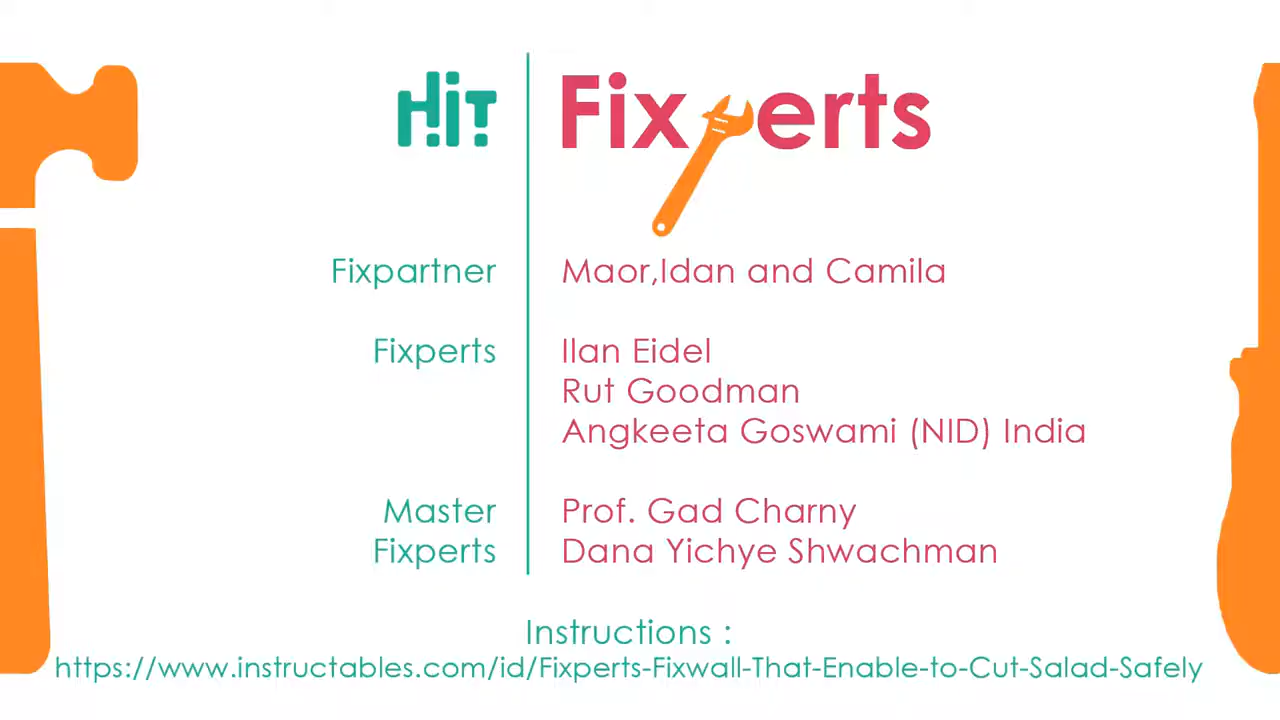 HiT
Fixperts
Fixpartner Maor,Idan and Camila
Fixperts Ilan Eidel
Rut Goodman
Angkeeta Goswami (NID) India
Master Prof. Gad Charny
Fixperts Dana Yichye Shwachman
Instructions :
https://www.instructables.com/id/Fixperts-Fixwall-That-Enable-to-Cut-Salad-Safely